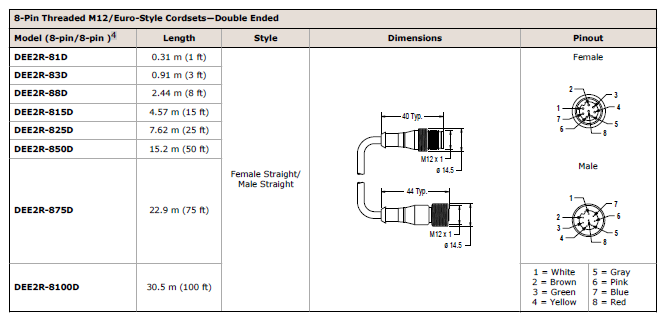 8-Pin Threaded M12/Euro-Style Cordsets—Double Ended
Model (8-pin/8-pin )4 Length Style Dimensions Pinout
DEE2R-81D 0.31 m (1 ft)
DEE2R-83D 0.91 m (3 ft)
DEE2R-88D 2.44 m (8 ft)
DEE2R-815D 4.57 m (15 ft)
DEE2R-825D 7.62 m (25 ft)
DEE2R-850D 15.2 m (50 ft)
DEE2R-875D 22.9 m (75 ft)
DEE2R-8100D 30.5 m (100 ft)
Female Straight/
Male Straight
40 Typ.
M12 x 1
ø 14.5
44 Typ.
M12 x 1
ø 14.5
Female
2
3
1
4
7
5
6
8
Male
1
7
2
6
3
5
4
8
1 = White 5 = Gray
2 = Brown 6 = Pink
3 = Green 7 = Blue
4 = Yellow 8 = Red